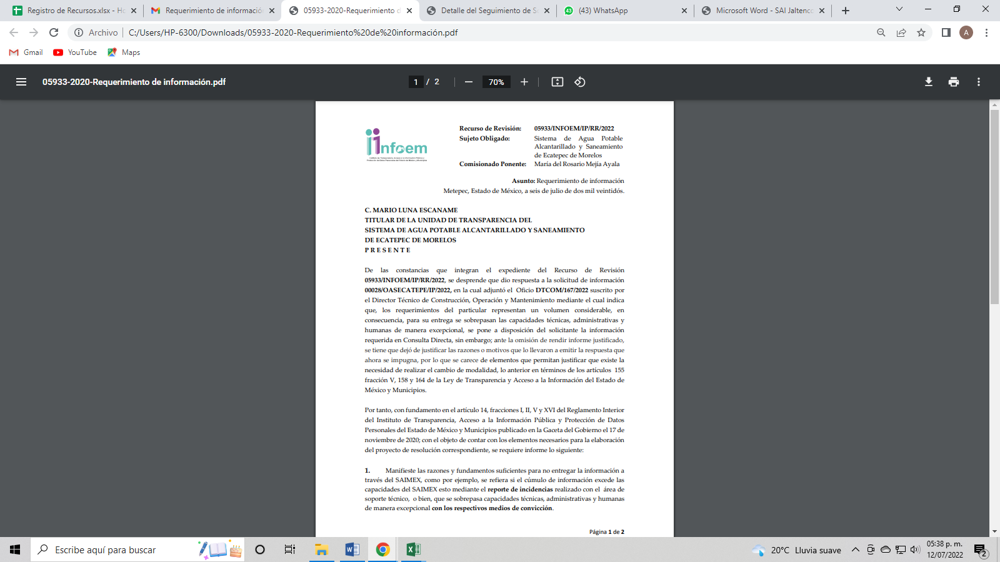 Registro de Recursos.xlsx - Ho
Requerimiento de informació
05933-2020-Requerimiento d
Detalle del Seguimiento de So
(43) WhatsApp
Microsoft Word - SAI Jaltenco
Archivo
C:/Users/HP-6300/Downloads/05933-2020-Requerimiento%20de%20información.pdf
A
Gmail
YouTube
Maps
05933-2020-Requerimiento de información.pdf
1 / 2
70%
infoem
Instituto de Transparencia, Acceso a la Información Pública y
Protección de Datos Personales del Estado de México y Municipios
Recurso de Revisión: 05933/INFOEM/IP/RR/2022
Sujeto Obligado: Sistema de Agua Potable
Alcantarillado y Saneamiento
de Ecatepec de Morelos
Comisionado Ponente: María del Rosario Mejía Ayala
Asunto: Requerimiento de información
Metepec, Estado de México, a seis de julio de dos mil veintidós.
C. MARIO LUNA ESCANAME
TITULAR DE LA UNIDAD DE TRANSPARENCIA DEL
SISTEMA DE AGUA POTABLE ALCANTARILLADO Y SANEAMIENTO
DE ECATEPEC DE MORELOS
P R E S E N T E
De las constancias que integran el expediente del Recurso de Revisión
05933/INFOEM/IP/RR/2022, se desprende que dio respuesta a la solicitud de información
00028/OASECATEPE/IP/2022, en la cual adjuntó el Oficio DTCOM/167/2022 suscrito por
el Director Técnico de Construcción, Operación y Mantenimiento mediante el cual indica
que, los requerimientos del particular representan un volumen considerable, en
consecuencia, para su entrega se sobrepasan las capacidades técnicas, administrativas y
humanas de manera excepcional, se pone a disposición del solicitante la información
requerida en Consulta Directa, sin embargo; ante la omisión de rendir informe justificado,
se tiene que dejó de justificar las razones o motivos que lo llevaron a emitir la respuesta que
ahora se impugna, por lo que se carece de elementos que permitan justificar que existe la
necesidad de realizar el cambio de modalidad, lo anterior en términos de los artículos 155
fracción V, 158 y 164 de la Ley de Transparencia y Acceso a la Información del Estado de
México y Municipios.
Por tanto, con fundamento en el artículo 14, fracciones I, II, V y XVI del Reglamento Interior
del Instituto de Transparencia, Acceso a la Información Pública y Protección de Datos
Personales del Estado de México y Municipios publicado en la Gaceta del Gobierno el 17 de
noviembre de 2020; con el objeto de contar con los elementos necesarios para la elaboración
del proyecto de resolución correspondiente, se requiere informe lo siguiente:
1. Manifieste las razones y fundamentos suficientes para no entregar la información a
través del SAIMEX, como por ejemplo, se refiera si el cúmulo de información excede las
capacidades del SAIMEX esto mediante el reporte de incidencias realizado con el área de
soporte técnico, o bien, que se sobrepasa capacidades técnicas, administrativas y humanas
de manera excepcional con los respectivos medios de convicción.
Página 1 de 2
Escribe aquí para buscar
20°C Lluvia suave
05:38 p. m.
12/07/2022
2